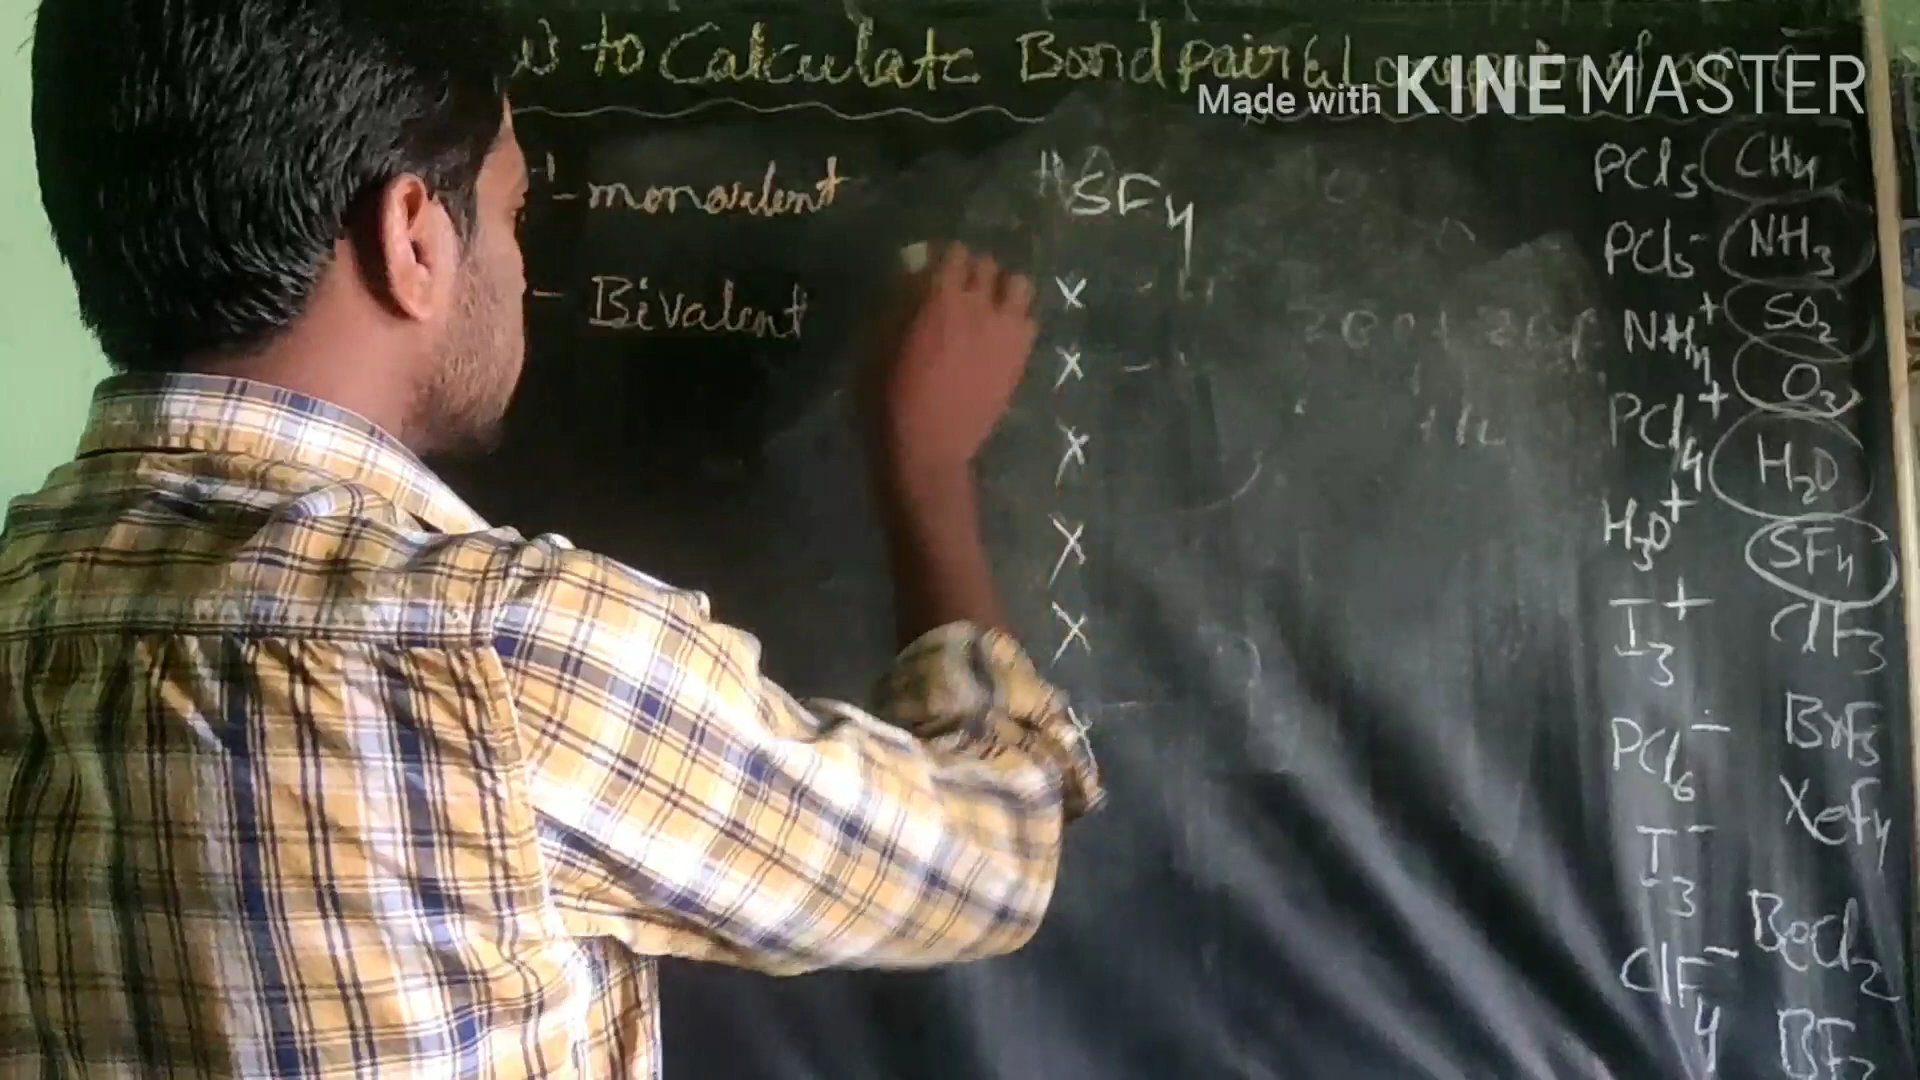 to Calculate Bond pair &
Made with KINEMASTER
- monovalent
- Bivalent
SF4
x
x
x
x
x
x
PCl5 CH4
PCl5- NH3
NH4+ SO2
PCl4+ O3
H3O+ H2O
I3+ SF4
PCl6- ClF3
I3- BrF5
ClF4- XeF4
BeCl2